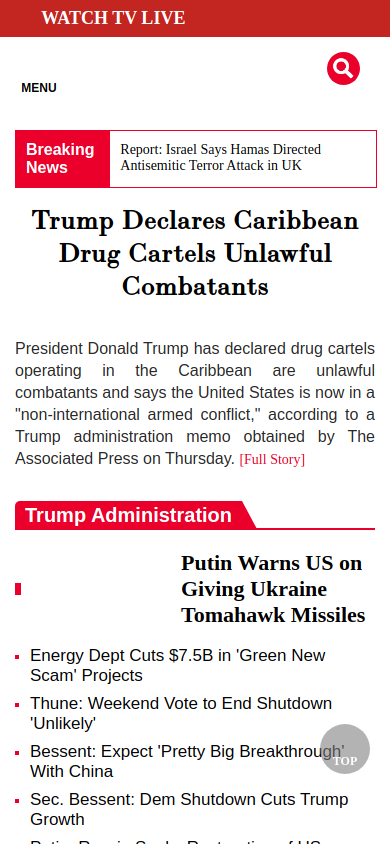 WATCH TV LIVE
MENU
Breaking
News
Report: Israel Says Hamas Directed
Antisemitic Terror Attack in UK
Trump Declares Caribbean
Drug Cartels Unlawful
Combatants
President Donald Trump has declared drug cartels
operating in the Caribbean are unlawful
combatants and says the United States is now in a
"non-international armed conflict," according to a
Trump administration memo obtained by The
Associated Press on Thursday. [Full Story]
Trump Administration
Putin Warns US on
Giving Ukraine
Tomahawk Missiles
Energy Dept Cuts $7.5B in 'Green New
Scam' Projects
Thune: Weekend Vote to End Shutdown
'Unlikely'
Bessent: Expect 'Pretty Big Breakthrough'
With China
TOP
Sec. Bessent: Dem Shutdown Cuts Trump
Growth